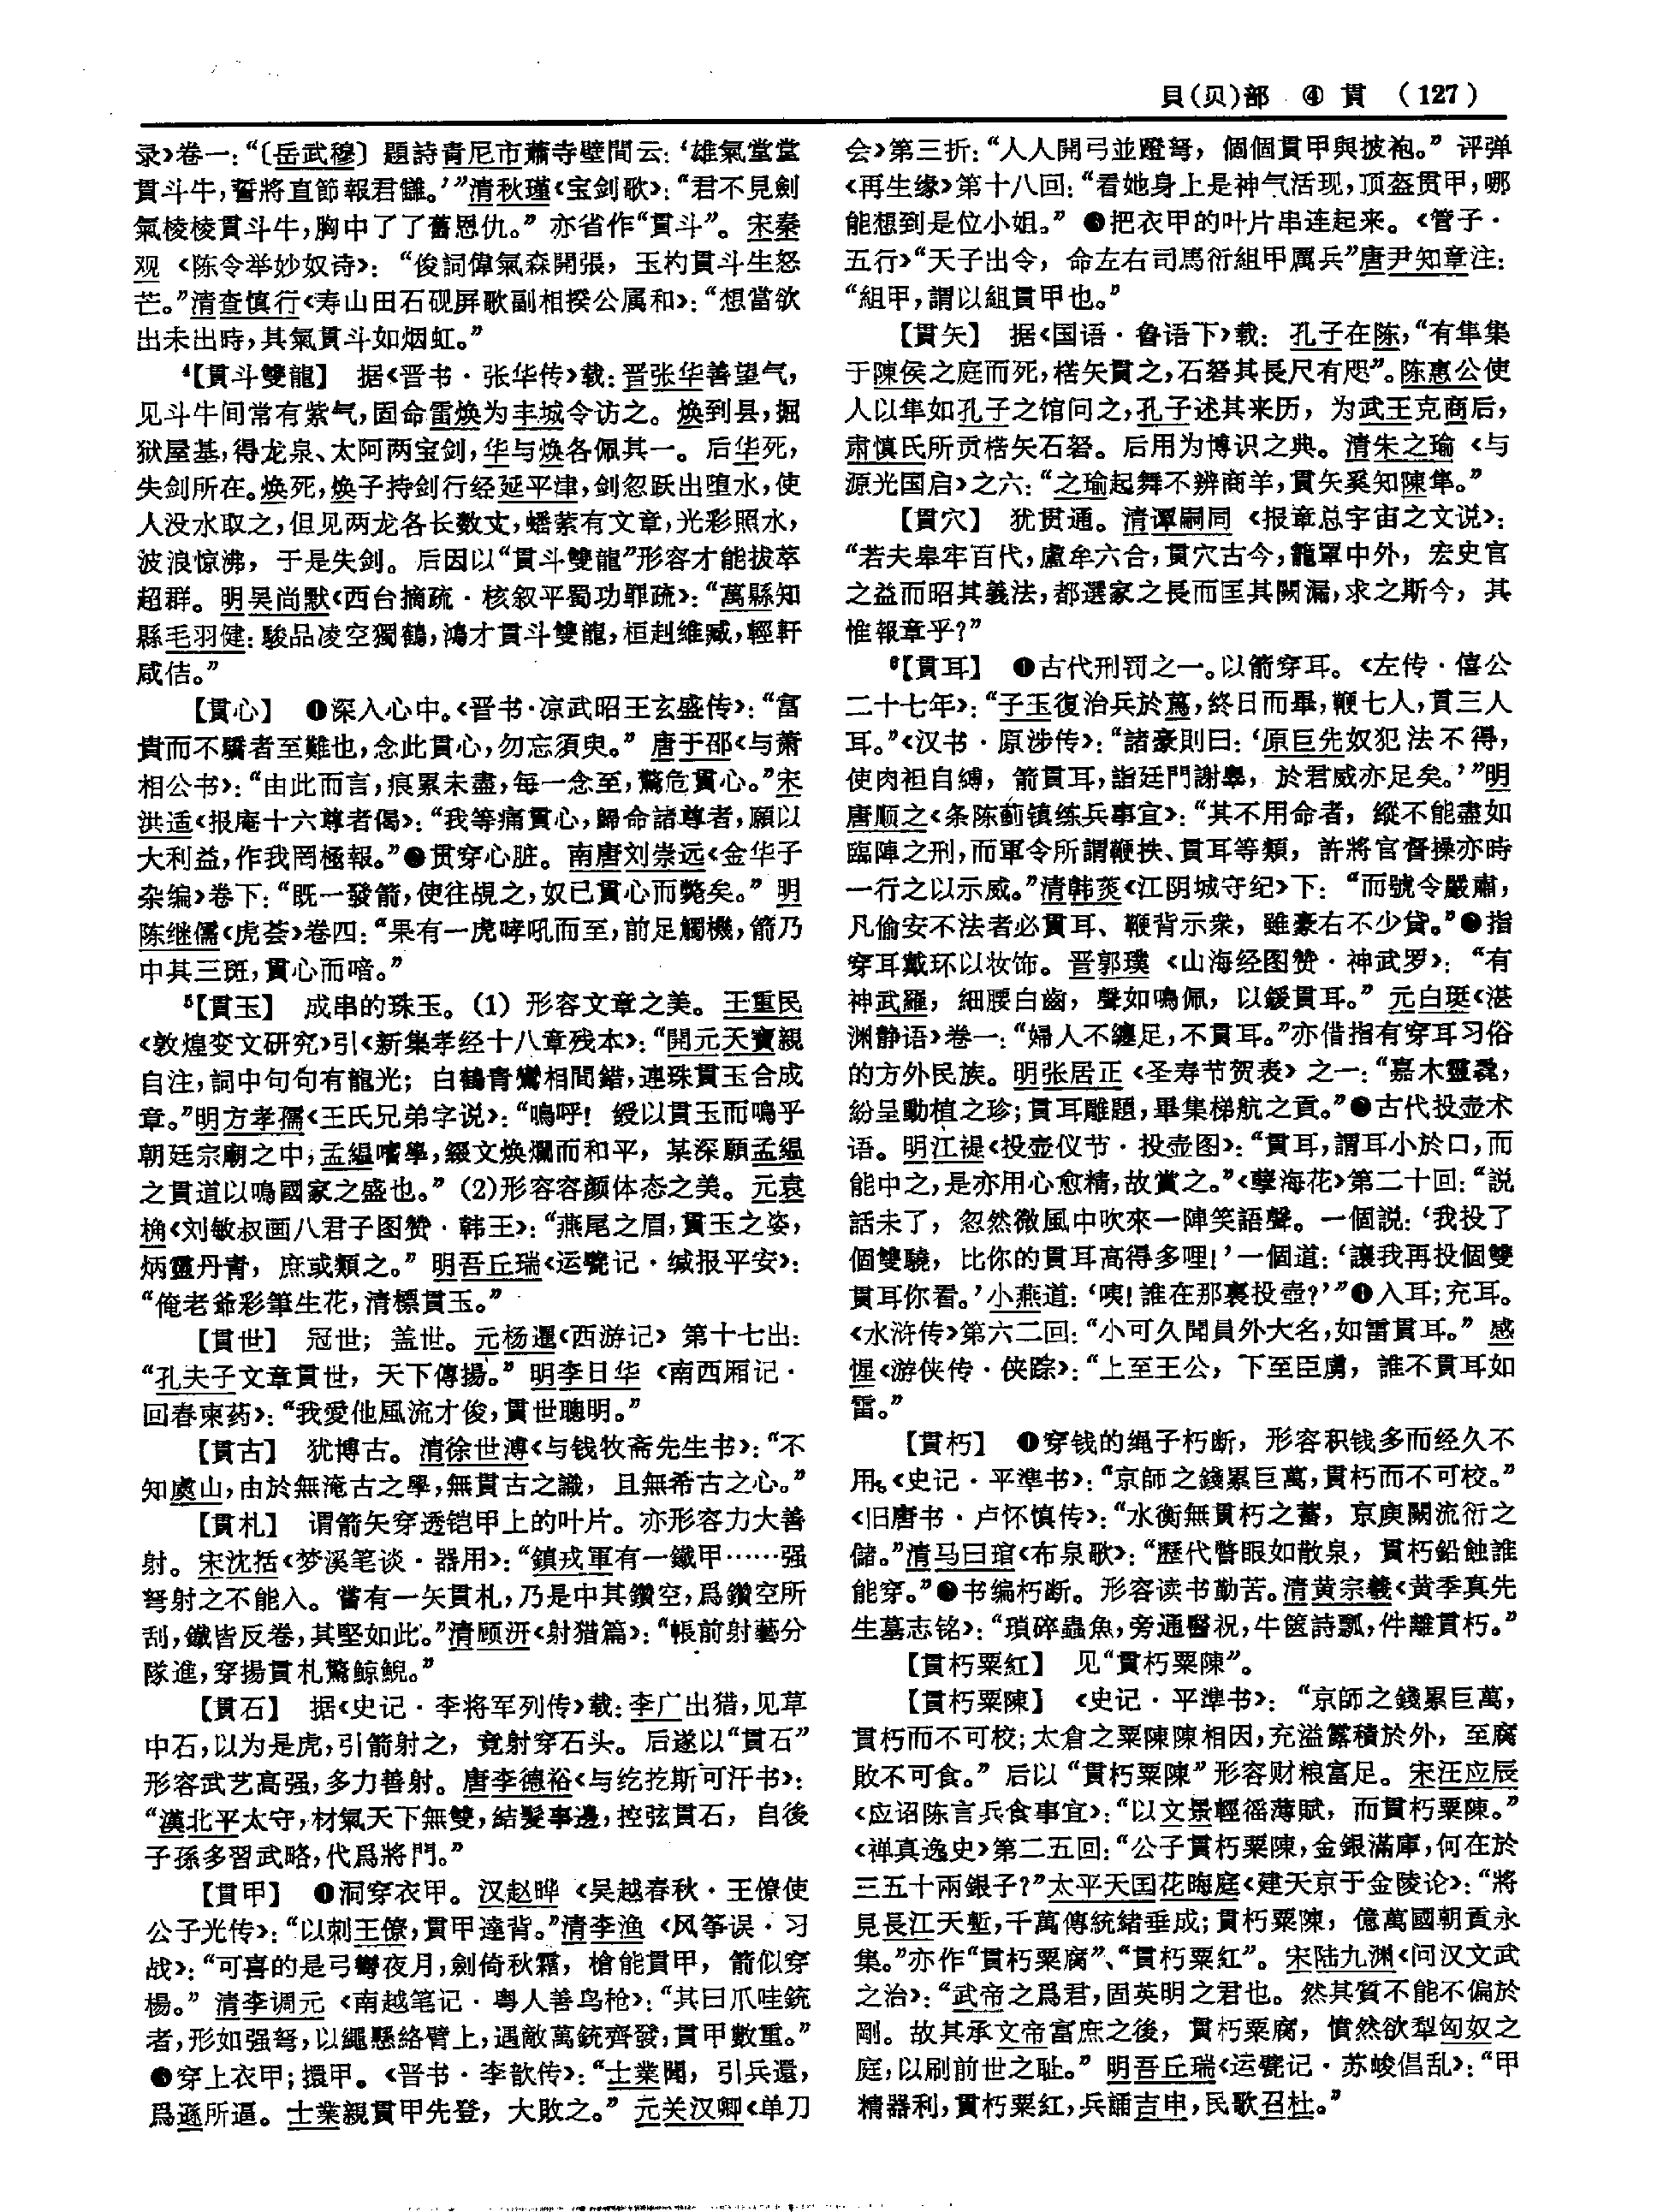 貝(贝)部 ④ 貫 (127)
录》卷一:“〔岳武穆〕題詩青尼市蕭寺壁間云:‘雄氣堂堂
貫斗牛,誓將直節報君讎。’”清秋瑾《宝剑歌》:“君不見劍
氣棱棱貫斗牛,胸中了了舊恩仇。”亦省作“貫斗”。宋秦
观《陈令举妙奴诗》:“俊詞偉氣森開張,玉杓貫斗生怒
芒。”清查慎行《寿山田石砚屏歌副相揆公属和》:“想當欲
出未出時,其氣貫斗如烟虹。”
⁴【貫斗雙龍】 据《晋书·张华传》载:晋张华善望气,
见斗牛间常有紫气,因命雷焕为丰城令访之。焕到县,掘
狱屋基,得龙泉、太阿两宝剑,华与焕各佩其一。后华死,
失剑所在。焕死,焕子持剑行经延平津,剑忽跃出堕水,使
人没水取之,但见两龙各长数丈,蟠萦有文章,光彩照水,
波浪惊沸,于是失剑。后因以“貫斗雙龍”形容才能拔萃
超群。明吴尚默《西台摘疏·核叙平蜀功罪疏》:“萬縣知
縣毛羽健:駿品凌空獨鶴,鴻才貫斗雙龍,桓赳維臧,輕軒
咸佶。”
【貫心】 ❶深入心中。《晋书·凉武昭王玄盛传》:“富
貴而不驕者至難也,念此貫心,勿忘須臾。”唐于邵《与萧
相公书》:“由此而言,痕累未盡,每一念至,驚危貫心。”宋
洪适《报庵十六尊者偈》:“我等痛貫心,歸命諸尊者,願以
大利益,作我罔極報。”❷贯穿心脏。南唐刘崇远《金华子
杂编》卷下:“既一發箭,使往覘之,奴已貫心而斃矣。”明
陈继儒《虎荟》卷四:“果有一虎哮吼而至,前足觸機,箭乃
中其三斑,貫心而喑。”
⁵【貫玉】 成串的珠玉。(1)形容文章之美。王重民
《敦煌变文研究》引《新集孝经十八章残本》:“開元天寶親
自注,詞中句句有龍光;白鶴青鸞相間錯,連珠貫玉合成
章。”明方孝孺《王氏兄弟字说》:“嗚呼!綬以貫玉而鳴乎
朝廷宗廟之中;孟緼嗜學,綴文焕爛而和平,某深願孟緼
之貫道以鳴國家之盛也。”(2)形容容颜体态之美。元袁
桷《刘敏叔画八君子图赞·韩王》:“燕尾之眉,貫玉之姿,
炳靈丹青,庶或類之。”明吾丘瑞《运甓记·缄报平安》:
“俺老爺彩筆生花,清標貫玉。”
【貫世】 冠世;盖世。元杨暹《西游记》第十七出:
“孔夫子文章貫世,天下傳揚。”明李日华《南西厢记·
回春柬药》:“我愛他風流才俊,貫世聰明。”
【貫古】 犹博古。清徐世溥《与钱牧斋先生书》:“不
知虞山,由於無淹古之學,無貫古之識,且無希古之心。”
【貫札】 谓箭矢穿透铠甲上的叶片。亦形容力大善
射。宋沈括《梦溪笔谈·器用》:“鎮戎軍有一鐵甲……强
弩射之不能入。嘗有一矢貫札,乃是中其鑽空,爲鑽空所
刮,鐵皆反卷,其堅如此。”清顾汧《射猎篇》:“帳前射藝分
隊進,穿揚貫札驚鯨鯢。”
【貫石】 据《史记·李将军列传》载:李广出猎,见草
中石,以为是虎,引箭射之,竟射穿石头。后遂以“貫石”
形容武艺高强,多力善射。唐李德裕《与纥扢斯可汗书》:
“漢北平太守,材氣天下無雙,結髮事邊,控弦貫石,自後
子孫多習武略,代爲將門。”
【貫甲】 ❶洞穿衣甲。汉赵晔《吴越春秋·王僚使
公子光传》:“以刺王僚,貫甲達背。”清李渔《风筝误·习
战》:“可喜的是弓彎夜月,劍倚秋霜,槍能貫甲,箭似穿
楊。”清李调元《南越笔记·粤人善鸟枪》:“其曰爪哇銃
者,形如强弩,以繩懸絡臂上,遇敵萬銃齊發,貫甲數重。”
❷穿上衣甲;擐甲。《晋书·李歆传》:“士業聞,引兵還,
爲遜所逼。士業親貫甲先登,大敗之。”元关汉卿《单刀
会》第三折:“人人開弓並蹬弩,個個貫甲與披袍。”评弹
《再生缘》第十八回:“看她身上是神气活现,顶盔贯甲,哪
能想到是位小姐。”❸把衣甲的叶片串连起来。《管子·
五行》“天子出令,命左右司馬衍組甲厲兵”唐尹知章注:
“組甲,謂以組貫甲也。”
【貫矢】 据《国语·鲁语下》载:孔子在陈,“有隼集
于陳侯之庭而死,楛矢貫之,石砮其長尺有咫”。陈惠公使
人以隼如孔子之馆问之,孔子述其来历,为武王克商后,
肃慎氏所贡楛矢石砮。后用为博识之典。清朱之瑜《与
源光国启》之六:“之瑜起舞不辨商羊,貫矢奚知陳隼。”
【貫穴】 犹贯通。清谭嗣同《报章总宇宙之文说》:
“若夫皋牢百代,盧牟六合,貫穴古今,籠罩中外,宏史官
之益而昭其義法,都選家之長而匡其闕漏,求之斯今,其
惟報章乎?”
⁶【貫耳】 ❶古代刑罚之一。以箭穿耳。《左传·僖公
二十七年》:“子玉復治兵於蔿,終日而畢,鞭七人,貫三人
耳。”《汉书·原涉传》:“諸豪則曰:‘原巨先奴犯法不得,
使肉袒自縛,箭貫耳,詣廷門謝辠,於君威亦足矣。’”明
唐顺之《条陈蓟镇练兵事宜》:“其不用命者,縱不能盡如
臨陣之刑,而軍令所謂鞭抶、貫耳等類,許將官督操亦時
一行之以示威。”清韩菼《江阴城守纪》下:“而號令嚴肅,
凡偷安不法者必貫耳、鞭背示衆,雖豪右不少貸。”❷指
穿耳戴环以妆饰。晋郭璞《山海经图赞·神武罗》:“有
神武羅,細腰白齒,聲如鳴佩,以鐶貫耳。”元白珽《湛
渊静语》卷一:“婦人不纏足,不貫耳。”亦借指有穿耳习俗
的方外民族。明张居正《圣寿节贺表》之一:“嘉木靈毳,
紛呈動植之珍;貫耳雕題,畢集梯航之貢。”❸古代投壶术
语。明汪禔《投壶仪节·投壶图》:“貫耳,謂耳小於口,而
能中之,是亦用心愈精,故賞之。”《孽海花》第二十回:“説
話未了,忽然微風中吹來一陣笑語聲。一個説:‘我投了
個雙驍,比你的貫耳高得多哩!’一個道:‘讓我再投個雙
貫耳你看。’小燕道:‘咦!誰在那裏投壺?’”❹入耳;充耳。
《水浒传》第六二回:“小可久聞員外大名,如雷貫耳。”感
惺《游侠传·侠踪》:“上至王公,下至臣虜,誰不貫耳如
雷。”
【貫朽】 ❶穿钱的绳子朽断,形容积钱多而经久不
用。《史记·平準书》:“京師之錢累巨萬,貫朽而不可校。”
《旧唐书·卢怀慎传》:“水衡無貫朽之蓄,京庾闕流衍之
儲。”清马曰琯《布泉歌》:“歷代瞥眼如散泉,貫朽鉛蝕誰
能穿。”❷书编朽断。形容读书勤苦。清黄宗羲《黄季真先
生墓志铭》:“瑣碎蟲魚,旁通醫祝,牛篋詩瓢,件離貫朽。”
【貫朽粟紅】 见“貫朽粟陳”。
【貫朽粟陳】 《史记·平準书》:“京師之錢累巨萬,
貫朽而不可校;太倉之粟陳陳相因,充溢露積於外,至腐
敗不可食。”后以“貫朽粟陳”形容财粮富足。宋汪应辰
《应诏陈言兵食事宜》:“以文景輕徭薄賦,而貫朽粟陳。”
《禅真逸史》第二五回:“公子貫朽粟陳,金銀滿庫,何在於
三五十兩銀子?”太平天国花晦庭《建天京于金陵论》:“將
見長江天塹,千萬傳統緒垂成;貫朽粟陳,億萬國朝貢永
集。”亦作“貫朽粟腐”、“貫朽粟紅”。宋陆九渊《问汉文武
之治》:“武帝之爲君,固英明之君也。然其質不能不偏於
剛。故其承文帝富庶之後,貫朽粟腐,憤然欲犁匈奴之
庭,以刷前世之耻。”明吾丘瑞《运甓记·苏峻倡乱》:“甲
精器利,貫朽粟紅,兵誦吉申,民歌召杜。”